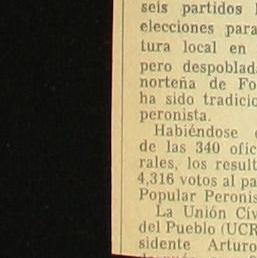 seis partidos
elecciones para
tura local en
pero despoblad
norteña de Fo
ha sido tradicio
peronista.
Habiéndose
de las 340 ofic
rales, los result
4,316 votos al pa
Popular Peronis
La Unión Cív
del Pueblo (UCR
sidente Arturo